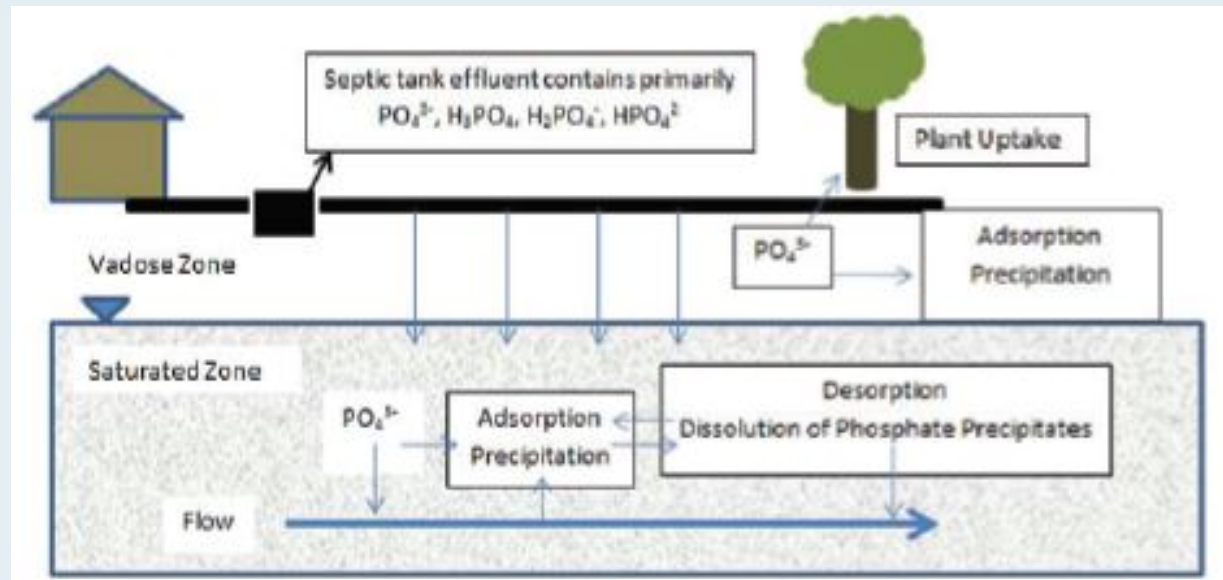 Septic tank effluent contains primarily
PO₄³⁻, H₃PO₄, H₂PO₄⁻, HPO₄²
Plant Uptake
Vadose Zone
PO₄³⁻
Adsorption
Precipitation
Saturated Zone
PO₄³⁻
Adsorption
Precipitation
Desorption
Dissolution of Phosphate Precipitates
Flow